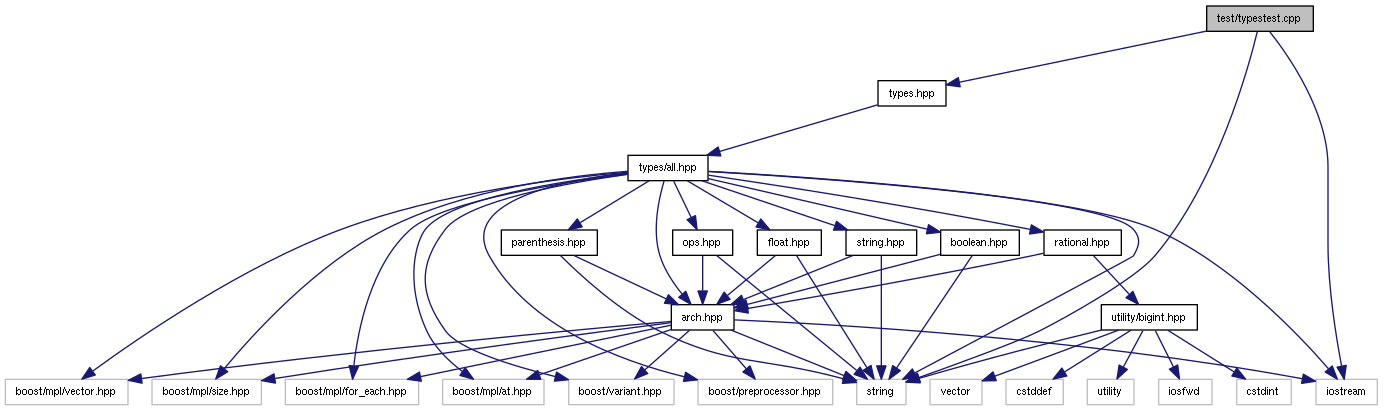 test/typestest.cpp
types.hpp
types/all.hpp
parenthesis.hpp
ops.hpp
float.hpp
string.hpp
boolean.hpp
rational.hpp
arch.hpp
utility/bigint.hpp
boost/mpl/vector.hpp
boost/mpl/size.hpp
boost/mpl/for_each.hpp
boost/mpl/at.hpp
boost/variant.hpp
boost/preprocessor.hpp
string
vector
cstddef
utility
iosfwd
cstdint
iostream